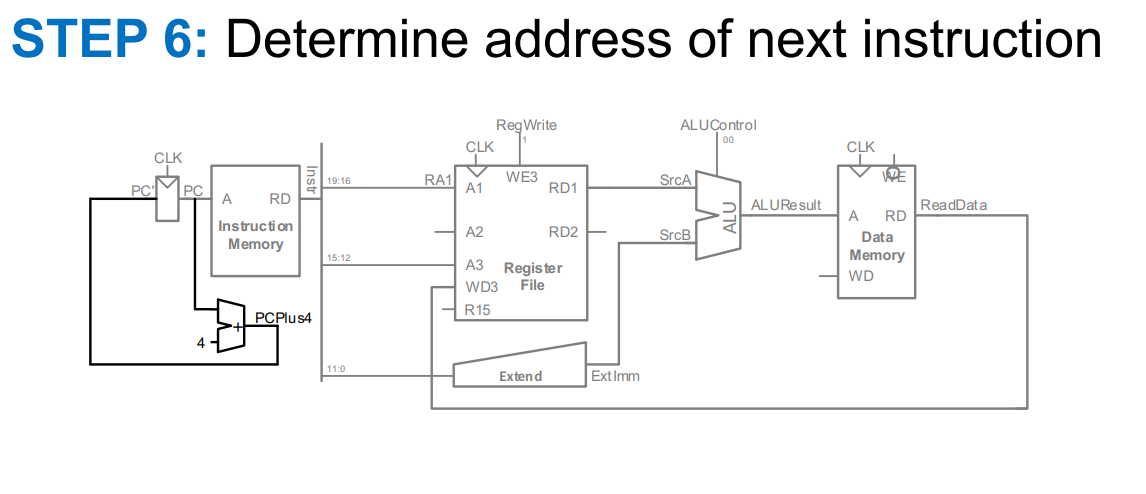 STEP 6: Determine address of next instruction
RegWrite
1
ALUControl
00
CLK
CLK
CLK
PC'
PC
A
RD
Instruction
Memory
Instr
19:16
RA1
A1
WE3
RD1
SrcA
ALU
ALUResult
A
RD
WE
ReadData
A2
RD2
SrcB
Data
Memory
15:12
A3
Register
File
WD3
WD
R15
PCPlus4
+
4
11:0
Extend
ExtImm